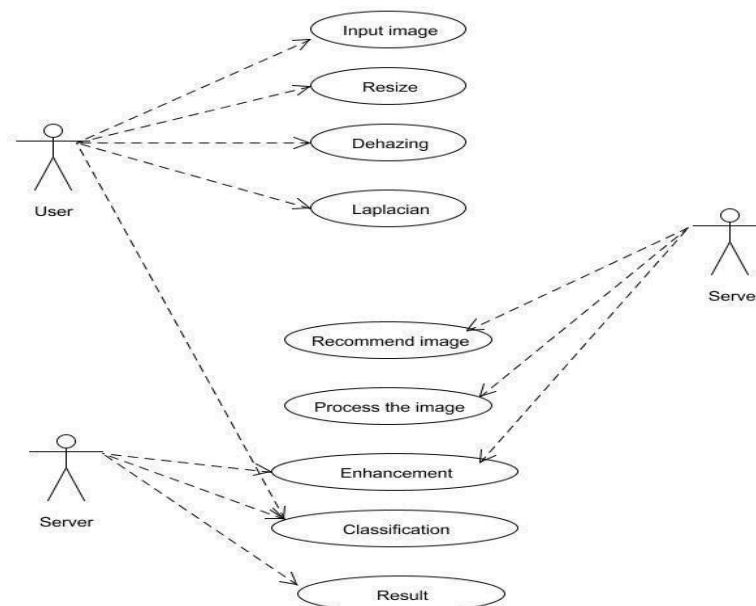 Input image
Resize
Dehazing
User
Laplacian
Serve
Recommend image
Process the image
Enhancement
Server
Classification
Result